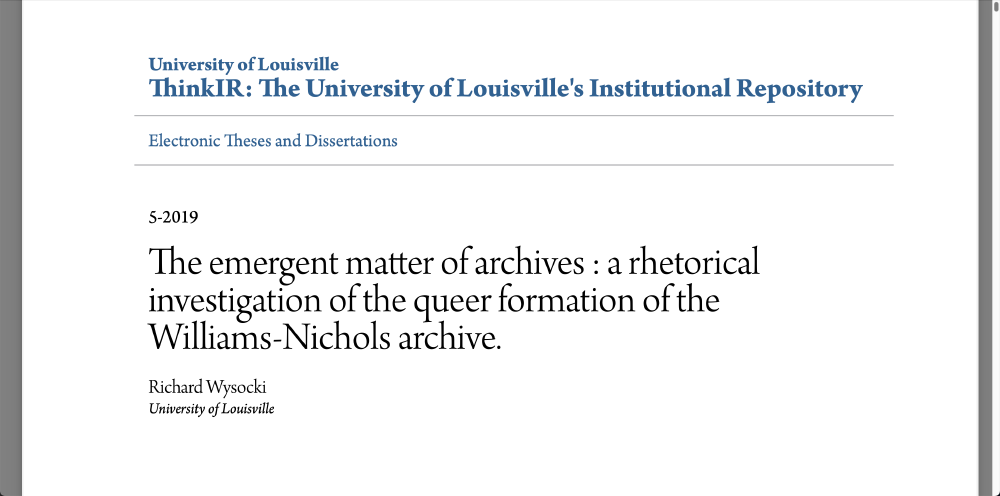 University of Louisville
ThinkIR: The University of Louisville's Institutional Repository
Electronic Theses and Dissertations
5-2019
The emergent matter of archives : a rhetorical
investigation of the queer formation of the
Williams-Nichols archive.
Richard Wysocki
University of Louisville